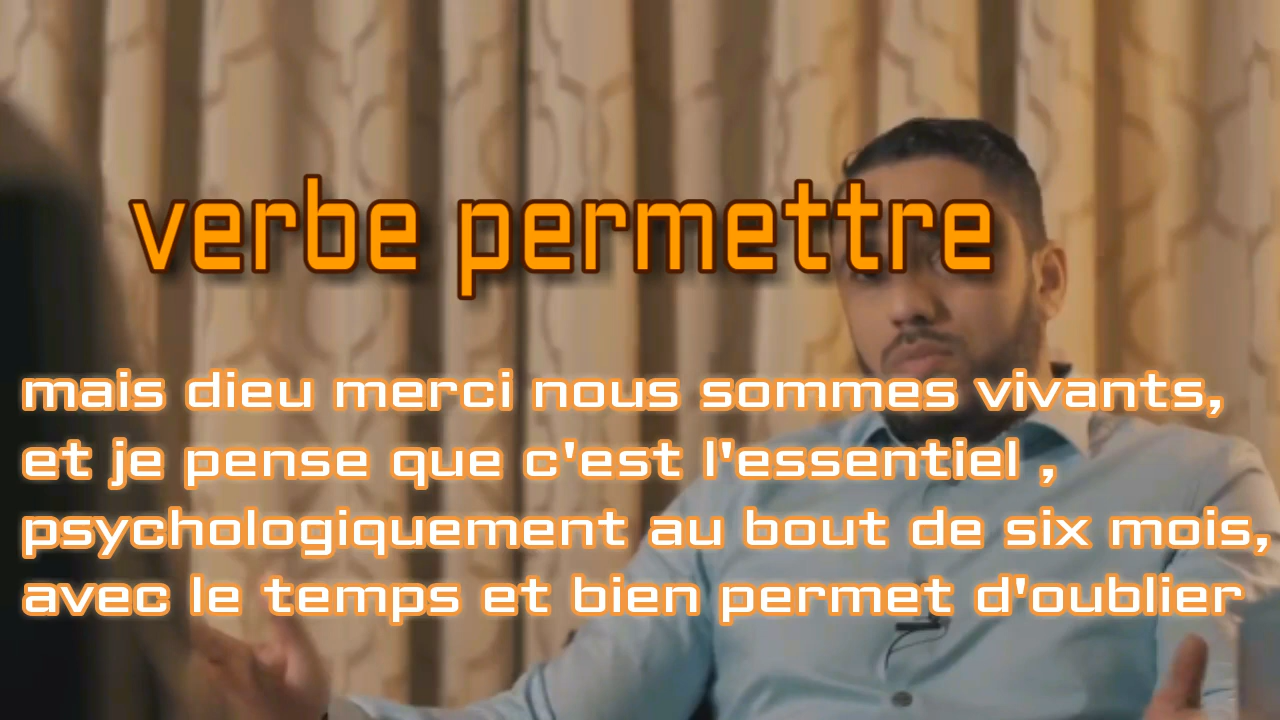 verbe permettre
mais dieu merci nous sommes vivants,
et je pense que c'est l'essentiel ,
psychologiquement au bout de six mois,
avec le temps et bien permet d'oublier